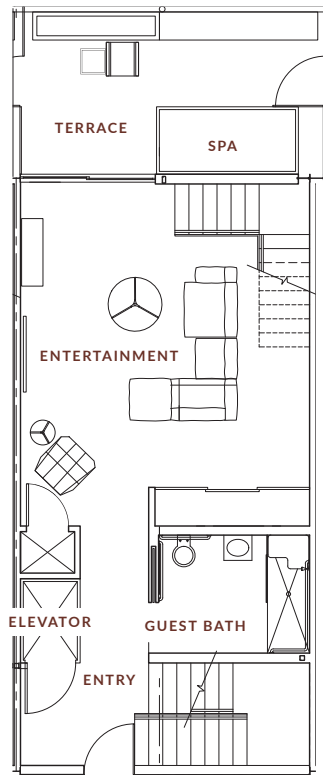 TERRACE
SPA
ENTERTAINMENT
ELEVATOR
GUEST BATH
ENTRY